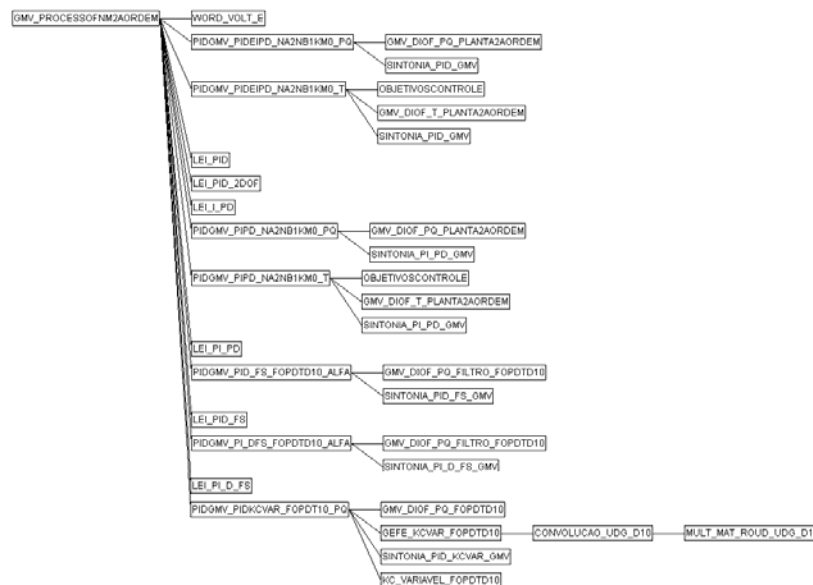 GMV_PROCESSOFNM2AORDEM
WORD_VOLT_E
PIDGMV_PIDEIPD_NA2NB1KM0_PQ
GMV_DIOF_PQ_PLANTA2AORDEM
SINTONIA_PID_GMV
PIDGMV_PIDEIPD_NA2NB1KM0_T
OBJETIVOSCONTROLE
GMV_DIOF_T_PLANTA2AORDEM
SINTONIA_PID_GMV
LEI_PID
LEI_PID_2DOF
LEI_I_PD
PIDGMV_PIPD_NA2NB1KM0_PQ
GMV_DIOF_PQ_PLANTA2AORDEM
SINTONIA_PI_PD_GMV
PIDGMV_PIPD_NA2NB1KM0_T
OBJETIVOSCONTROLE
GMV_DIOF_T_PLANTA2AORDEM
SINTONIA_PI_PD_GMV
LEI_PI_PD
PIDGMV_PID_FS_FOPDTD10_ALFA
GMV_DIOF_PQ_FILTRO_FOPDTD10
SINTONIA_PID_FS_GMV
LEI_PID_FS
PIDGMV_PI_DFS_FOPDTD10_ALFA
GMV_DIOF_PQ_FILTRO_FOPDTD10
SINTONIA_PI_D_FS_GMV
LEI_PI_D_FS
PIDGMV_PIDKCVAR_FOPDT10_PQ
GMV_DIOF_PQ_FOPDTD10
GEFE_KCVAR_FOPDTD10
CONVOLUCAO_UDG_D10
MULT_MAT_ROUD_UDG_D1
SINTONIA_PID_KCVAR_GMV
KC_VARIAVEL_FOPDTD10